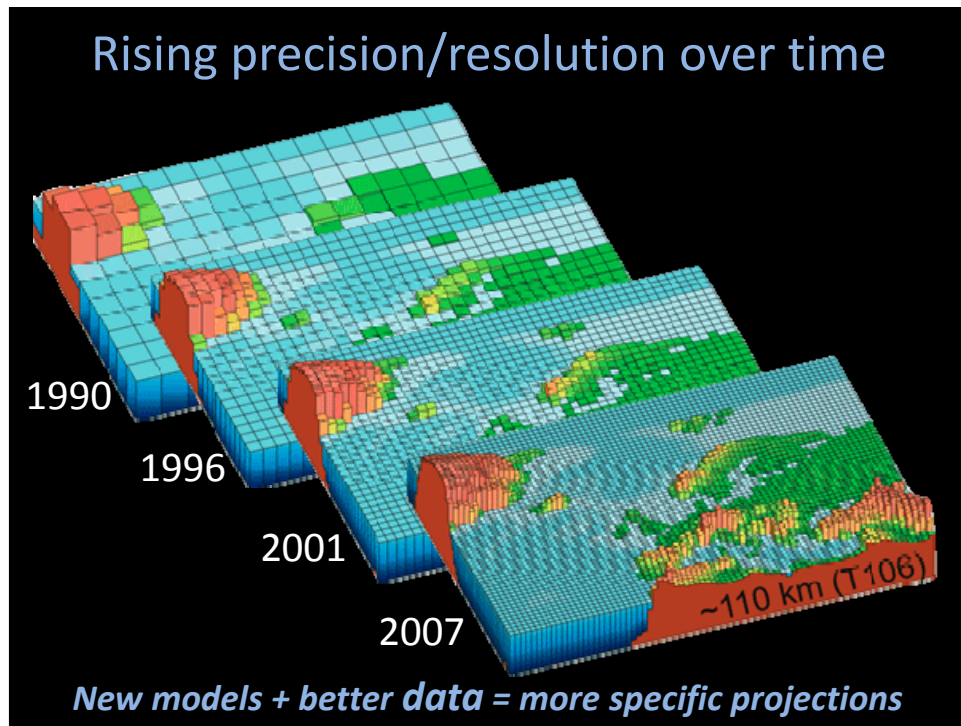 Rising precision/resolution over time
1990
1996
2001
2007
~110 km (T106)
New models + better data = more specific projections